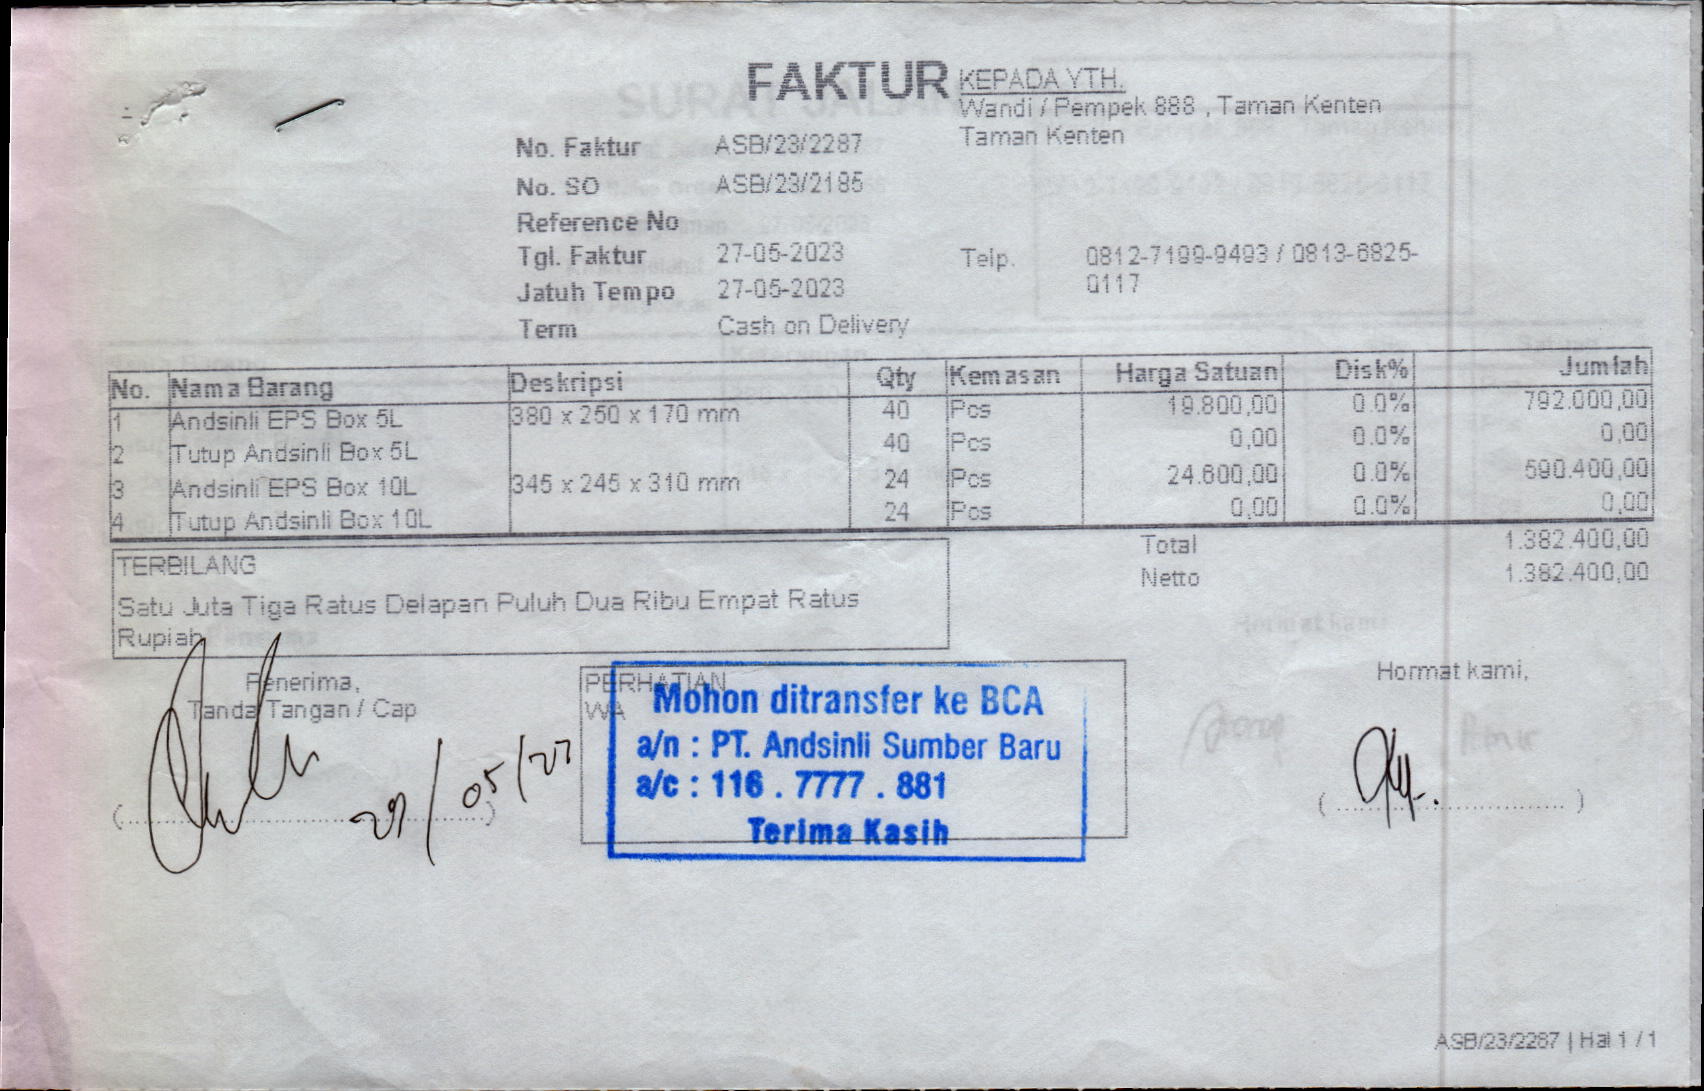 FAKTUR
KEPADA YTH.
Wandi / Pempek 888 , Taman Kenten
Taman Kenten
No. Faktur ASB/23/2287
No. SO ASB/23/2185
Reference No
Tgl. Faktur 27-05-2023
Telp. 0812-7199-9493 / 0813-6825-
0117
Jatuh Tempo 27-05-2023
Term Cash on Delivery
No. Nama Barang Deskripsi Qty Kemasan Harga Satuan Disk% Jumlah
1 Andsinli EPS Box 5L 380 x 250 x 170 mm 40 Pcs 19.800,00 0.0% 792.000,00
2 Tutup Andsinli Box 5L 40 Pcs 0,00 0.0% 0,00
3 Andsinli EPS Box 10L 345 x 245 x 310 mm 24 Pcs 24.600,00 0.0% 590.400,00
4 Tutup Andsinli Box 10L 24 Pcs 0,00 0.0% 0,00
Total 1.382.400,00
Netto 1.382.400,00
TERBILANG
Satu Juta Tiga Ratus Delapan Puluh Dua Ribu Empat Ratus
Rupiah
Penerima,
Tanda Tangan / Cap
PERHATIAN
WA
Mohon ditransfer ke BCA
a/n : PT. Andsinli Sumber Baru
a/c : 116 . 7777 . 881
Terima Kasih
Hormat kami,
ASB/23/2287 | Hal 1 / 1